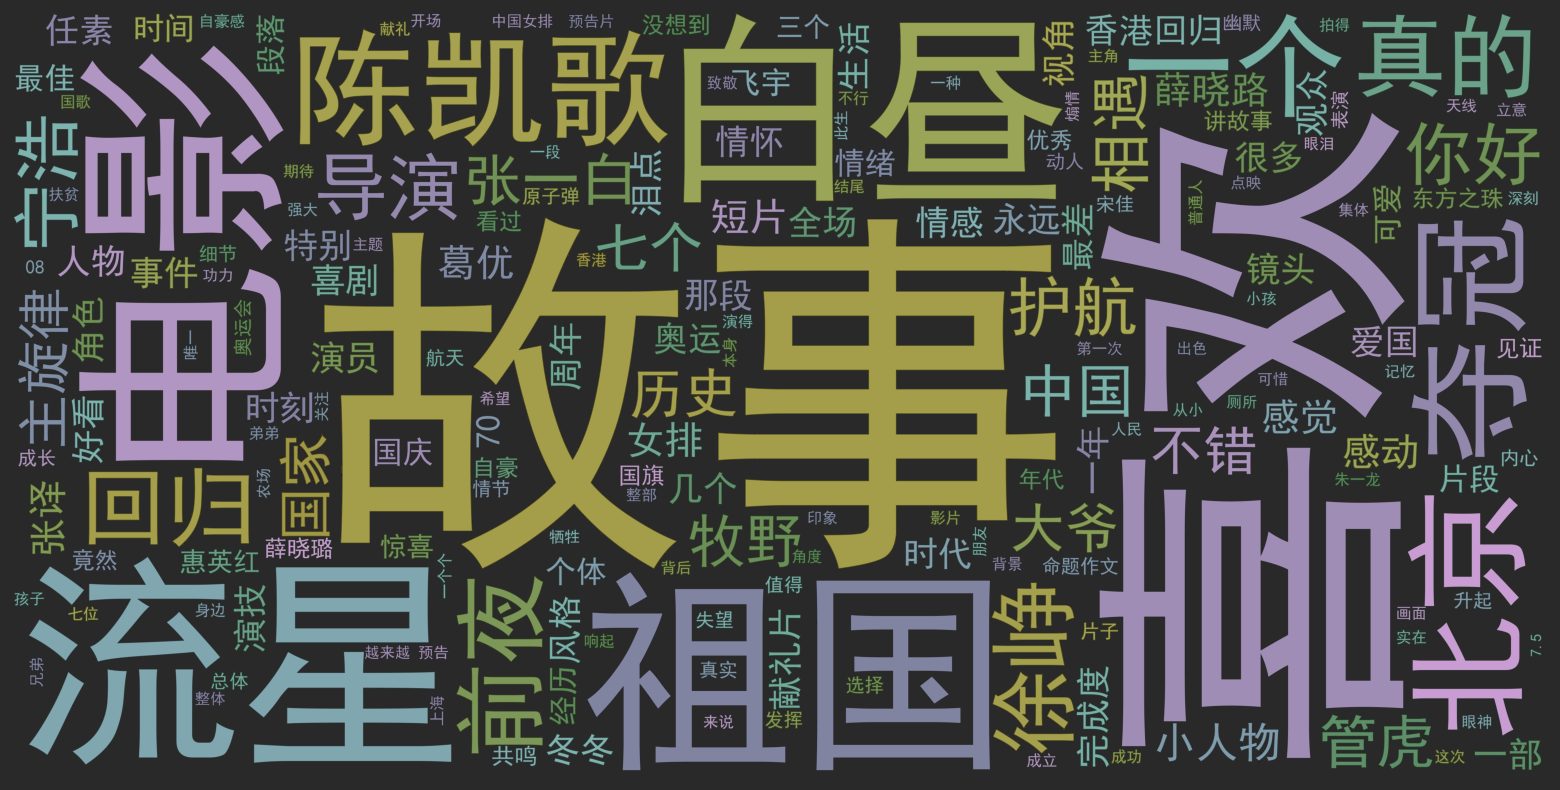 任素
时间
自豪感
段落
献礼
开场
中国女排
预告片
没想到
三个
生活
视角
香港回归
幽默
拍得
真的
最佳
国歌
电影
陈凯歌
白昼
致敬
飞宇
一种
不行
煽情
主角
一个
薛晓路
讲故事
观众
表演
天线
立意
宁浩
扶贫
期待
强大
导演
张一白
一段
原子弹
泪点
情怀
此生
情绪
结尾
优秀
动人
相遇
宋佳
普通人
很多
点映
眼泪
集体
可爱
你好
东方之珠
深刻
08
人物
细节
事件
功力
特别
主题
喜剧
葛优
看过
香港
七个
短片
全场
情感
永远
最差
镜头
小孩
夺冠
主旋律
角色
奥运会
唯一
演员
航天
故事
周年
那段
演得
奥运
本身
护航
第一次
出色
欢喜
爱国
见证
记忆
好看
时刻
关注
弟弟
希望
历史
中国
从小
可惜
厕所
感觉
人民
成长
国家
国庆
70
自豪
情节
女排
国旗
整部
几个
年代
一年
不错
感动
朱一龙
片段
内心
张译
回归
农场
薛晓璐
惊喜
牺牲
牧野
印象
角度
影片
时代
朋友
背景
大爷
命题作文
北京
竟然
惠英红
一个个
个体
背后
值得
孩子
七位
身边
演技
前夜
风格
响起
祖国
失望
献礼片
徐峥
片子
画面
升起
实在
7.5
流星
兄弟
总体
整体
越来越
预告
上海
经历
真实
选择
来说
发挥
完成度
小人物
管虎
眼神
共鸣
冬冬
成立
成功
这次
一部